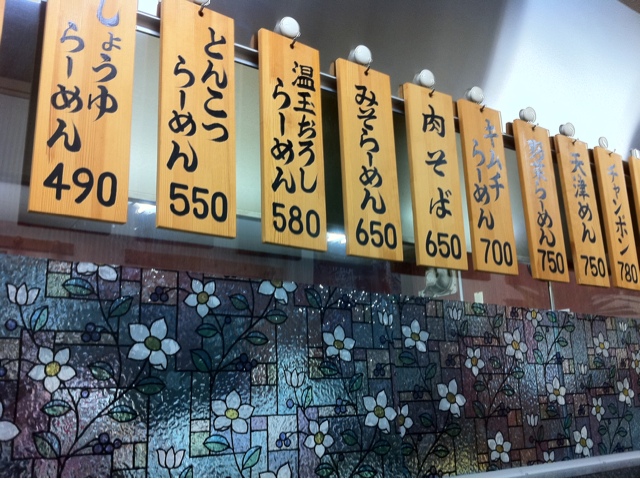 しょうゆ
らーめん
490
とんこつ
らーめん
550
温玉おろし
らーめん
580
みそらーめん
650
肉そば
650
キムチ
らーめん
700
らーめん
750
天津めん
750
チャンポン
780